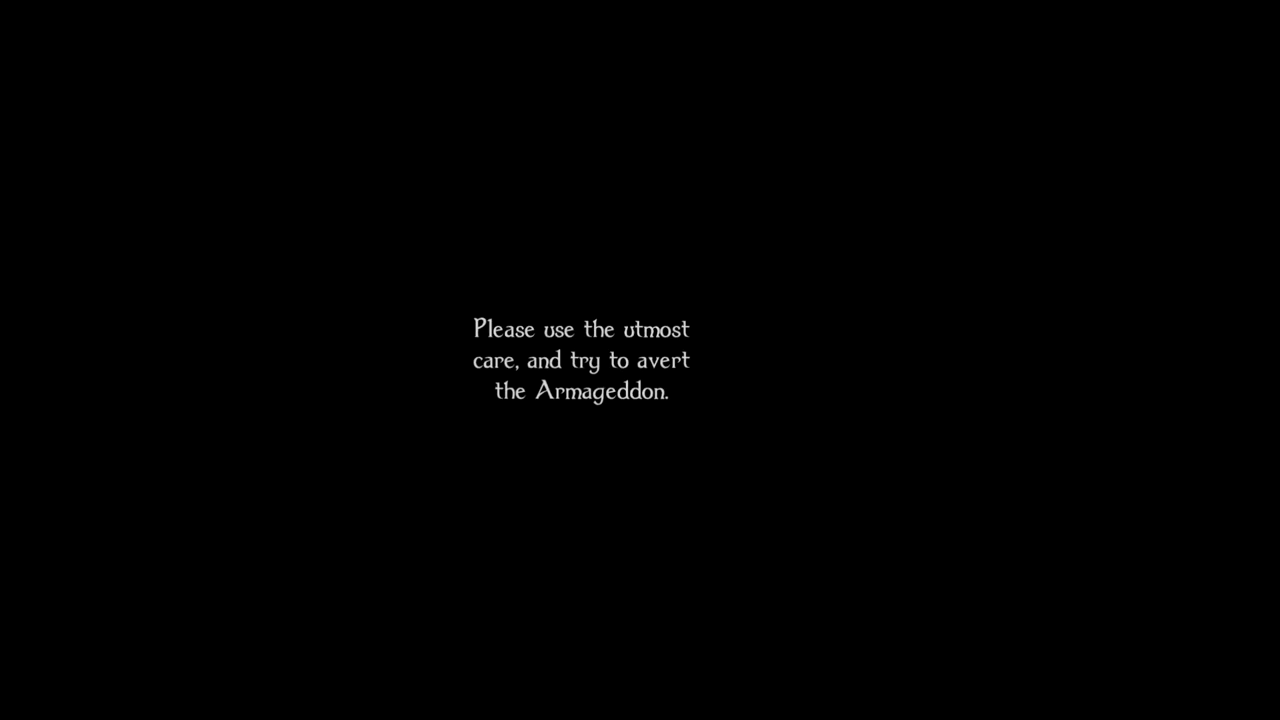 Please use the utmost
care, and try to avert
the Armageddon.